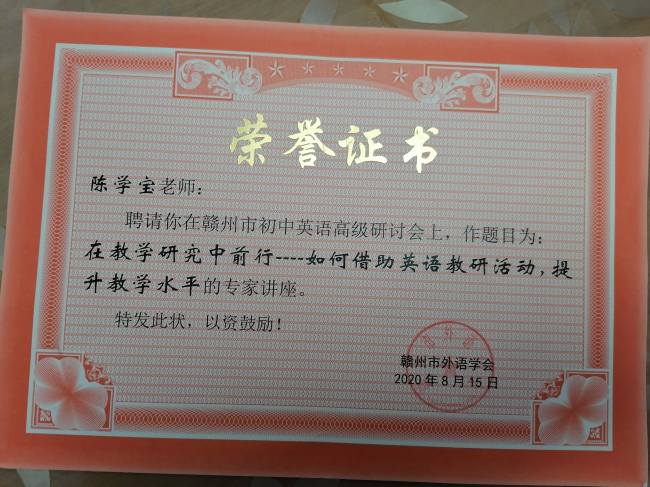 荣誉证书
陈学宝老师：
聘请你在赣州市初中英语高级研讨会上，作题目为：
在教学研究中前行----如何借助英语教研活动，提
升教学水平的专家讲座。
特发此状，以资鼓励！
赣州市外语学会
2020年8月15日